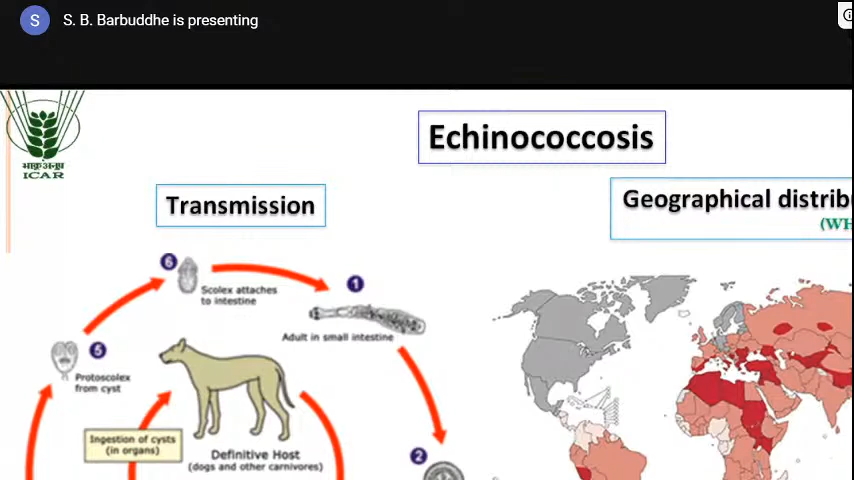 S
S. B. Barbuddhe is presenting
भाकृअनुप
ICAR
Echinococcosis
Transmission
Geographical distrib
(WH
6
Scolex attaches
to intestine
1
Adult in small intestine
5
Protoscolex
from cyst
Ingestion of cysts
(in organs)
Definitive Host
(dogs and other carnivores)
2